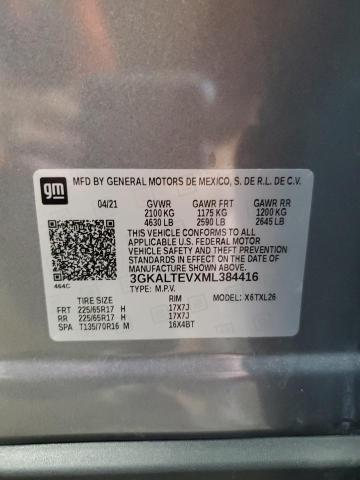 gm
MFD BY GENERAL MOTORS DE MEXICO, S. DE R.L. DE C.V.
04/21 GVWR GAWR FRT GAWR RR
2100 KG 1175 KG 1200 KG
4630 LB 2590 LB 2645 LB
THIS VEHICLE CONFORMS TO ALL
APPLICABLE U.S. FEDERAL MOTOR
VEHICLE SAFETY AND THEFT PREVENTION
STANDARDS IN EFFECT ON THE DATE OF
MANUFACTURE SHOWN ABOVE.
3GKALTEVXML384416
464C TYPE: M.P.V.
TIRE SIZE RIM MODEL: X6TXL26
FRT 225/65R17 H 17X7J
RR 225/65R17 H 17X7J
SPA T135/70R16 M 16X4BT